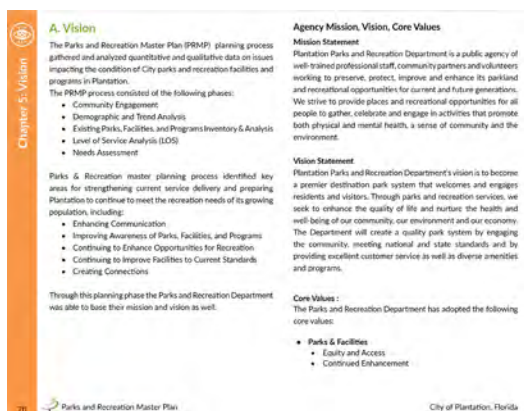 Chapter 5: Vision
A. Vision
The Parks and Recreation Master Plan (PRMP) planning process
gathered and analyzed quantitative and qualitative data on issues
impacting the condition of City parks and recreation facilities and
programs in Plantation.
The PRMP process consisted of the following phases:
• Community Engagement
• Demographic and Trend Analysis
• Existing Parks, Facilities, and Programs Inventory & Analysis
• Level of Service Analysis (LOS)
• Needs Assessment
Parks & Recreation master planning process identified key
areas for strengthening current service delivery and preparing
Plantation to continue to meet the recreation needs of its growing
population, including:
• Enhancing Communication
• Improving Awareness of Parks, Facilities, and Programs
• Continuing to Enhance Opportunities for Recreation
• Continuing to Improve Facilities to Current Standards
• Creating Connections
Through this planning phase the Parks and Recreation Department
was able to base their mission and vision as well.
Agency Mission, Vision, Core Values
Mission Statement
Plantation Parks and Recreation Department is a public agency of
well-trained professional staff, community partners and volunteers
working to preserve, protect, improve and enhance its parkland
and recreational opportunities for current and future generations.
We strive to provide places and recreational opportunities for all
people to gather, celebrate and engage in activities that promote
both physical and mental health, a sense of community and the
environment.
Vision Statement
Plantation Parks and Recreation Department's vision is to become
a premier destination park system that welcomes and engages
residents and visitors. Through parks and recreation services, we
seek to enhance the quality of life and nurture the health and
well-being of our community, our environment and our economy.
The Department will create a quality park system by engaging
the community, meeting national and state standards and by
providing excellent customer service as well as diverse amenities
and programs.
Core Values :
The Parks and Recreation Department has adopted the following
core values:
• Parks & Facilities
• Equity and Access
• Continued Enhancement
Parks and Recreation Master Plan
City of Plantation, Florida